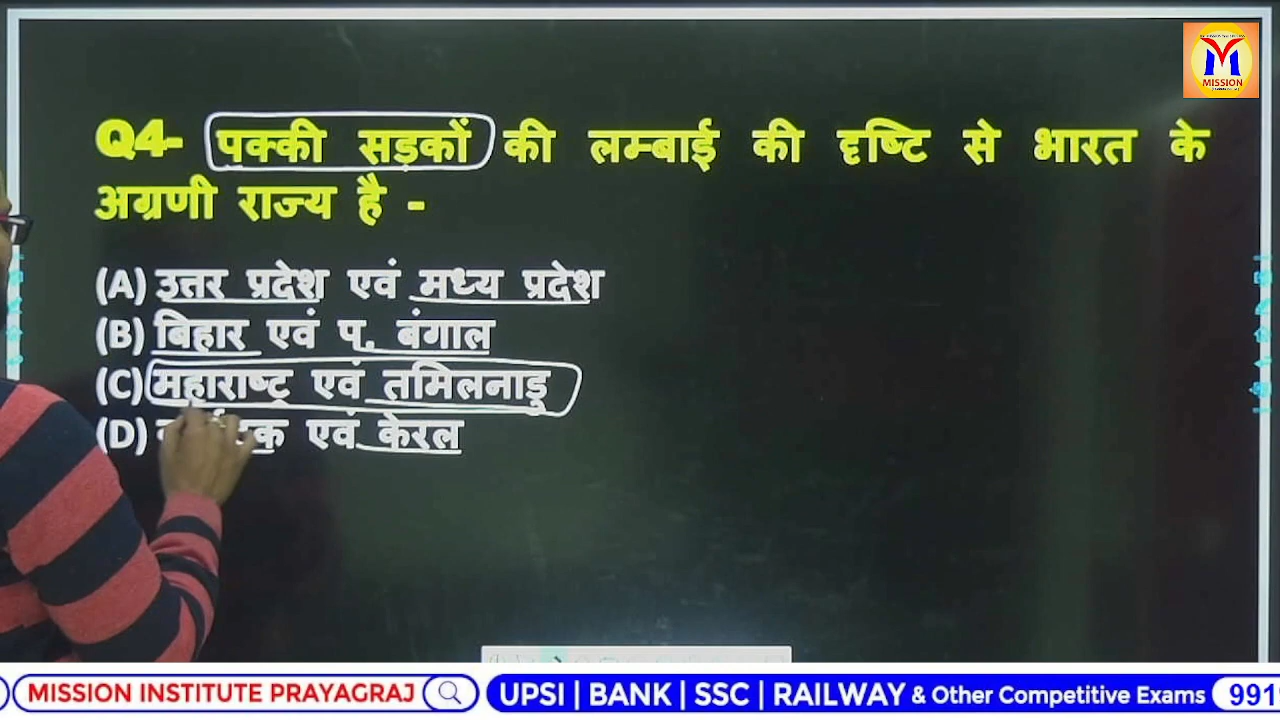 MISSION
Q4- पक्की सड़कों की लम्बाई की दृष्टि से भारत के
अग्रणी राज्य है -
(A) उत्तर प्रदेश एवं मध्य प्रदेश
(B) बिहार एवं प. बंगाल
(C) महाराष्ट्र एवं तमिलनाडू
(D) एवं केरल
MISSION INSTITUTE PRAYAGRAJ
UPSI | BANK | SSC | RAILWAY & Other Competitive Exams
991